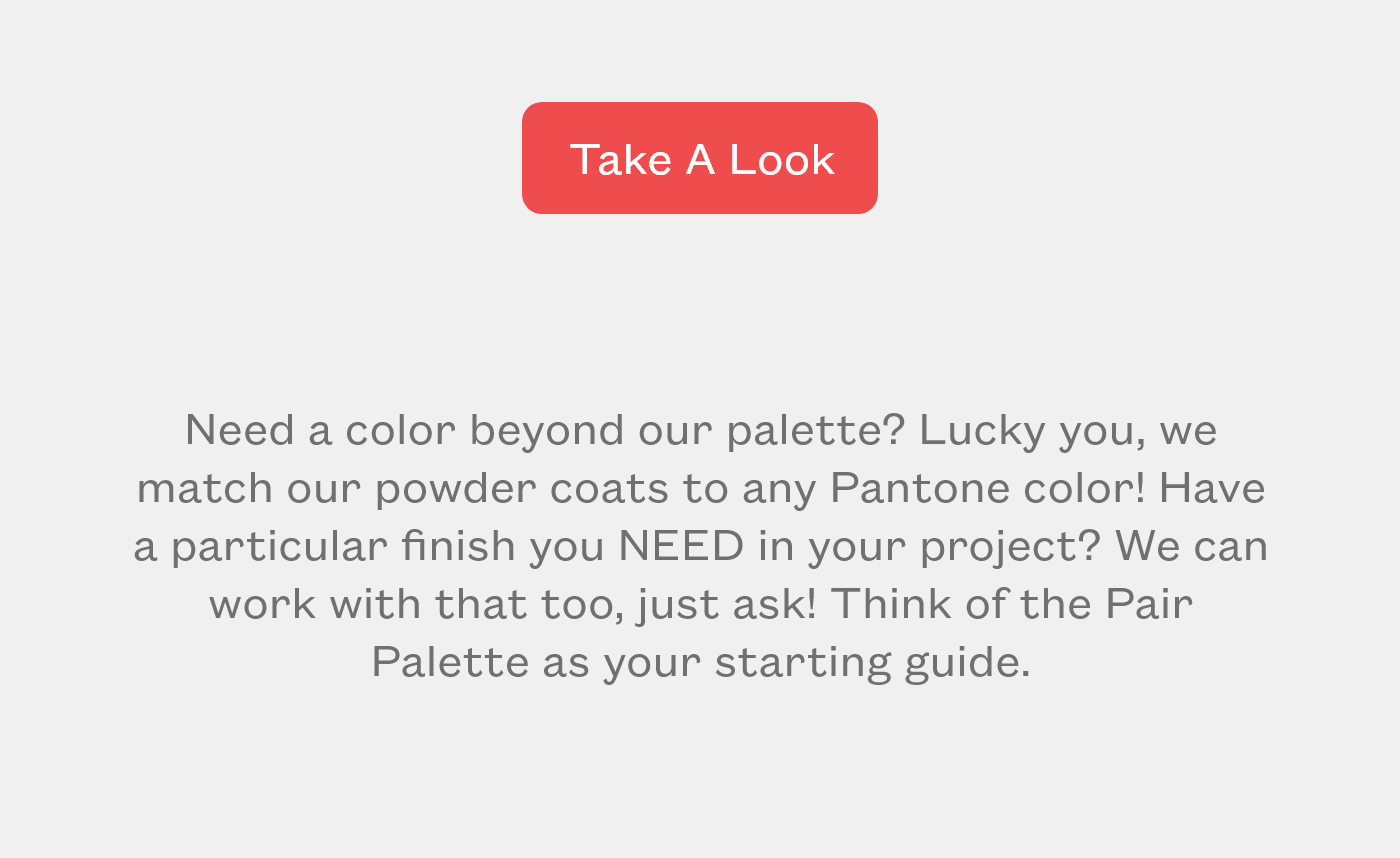 Take A Look
Need a color beyond our palette? Lucky you, we
match our powder coats to any Pantone color! Have
a particular finish you NEED in your project? We can
work with that too, just ask! Think of the Pair
Palette as your starting guide.